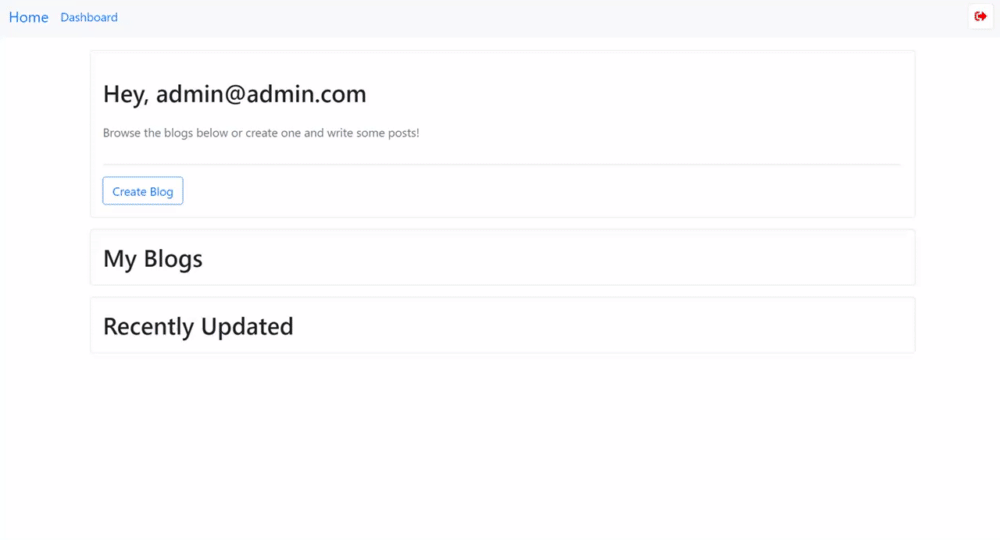 Home Dashboard
Hey, admin@admin.com
Browse the blogs below or create one and write some posts!
Create Blog
My Blogs
Recently Updated